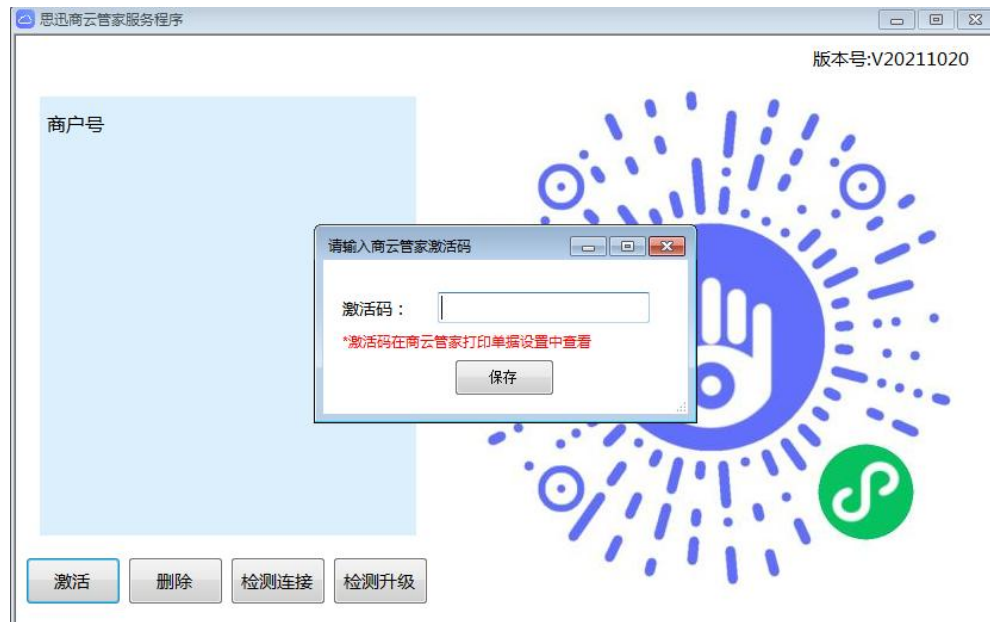 思迅商云管家服务程序
版本号:V20211020
商户号
请输入商云管家激活码
激活码：
*激活码在商云管家打印单据设置中查看
保存
激活
删除
检测连接
检测升级